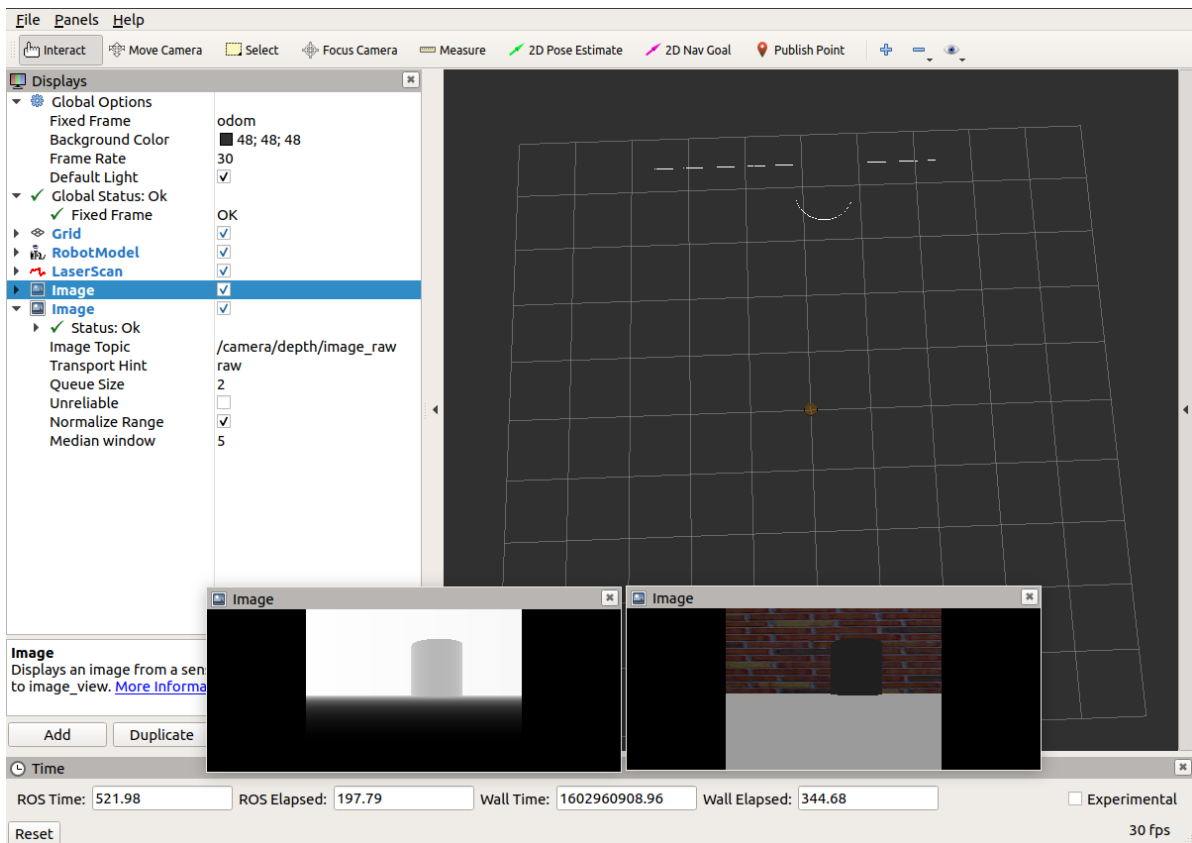 File Panels Help
Interact Move Camera Select Focus Camera Measure 2D Pose Estimate 2D Nav Goal Publish Point
Displays
Global Options
Fixed Frame odom
Background Color 48; 48; 48
Frame Rate 30
Default Light
Global Status: Ok
Fixed Frame OK
Grid
RobotModel
LaserScan
Image
Image
Status: Ok
Image Topic /camera/depth/image_raw
Transport Hint raw
Queue Size 2
Unreliable
Normalize Range
Median window 5
Image
Displays an image from a sen
to image_view. More Informa
Add Duplicate
Image
Image
Time
ROS Time: 521.98 ROS Elapsed: 197.79 Wall Time: 1602960908.96 Wall Elapsed: 344.68 Experimental
Reset 30 fps